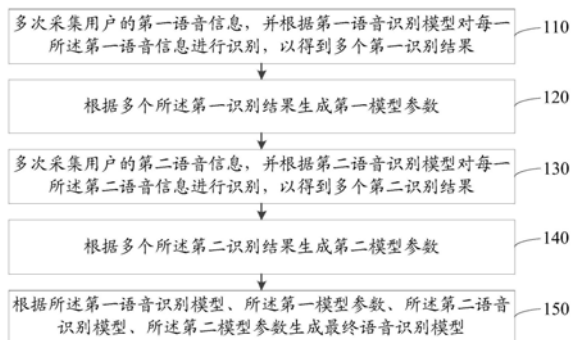 多次采集用户的第一语音信息，并根据第一语音识别模型对每一
所述第一语音信息进行识别，以得到多个第一识别结果
110
根据多个所述第一识别结果生成第一模型参数
120
多次采集用户的第二语音信息，并根据第二语音识别模型对每一
所述第二语音信息进行识别，以得到多个第二识别结果
130
根据多个所述第二识别结果生成第二模型参数
140
根据所述第一语音识别模型、所述第一模型参数、所述第二语音
识别模型、所述第二模型参数生成最终语音识别模型
150